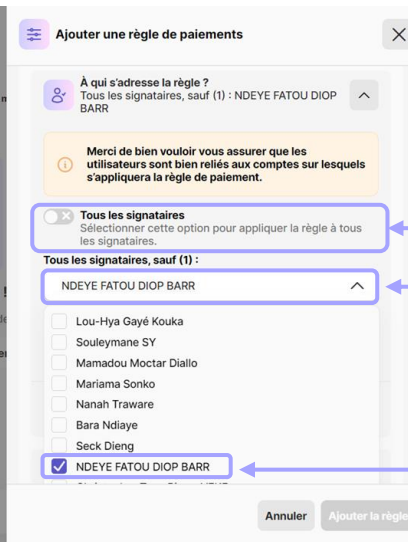 Ajouter une règle de paiements
À qui s'adresse la règle ?
Tous les signataires, sauf (1) : NDEYE FATOU DIOP
BARR
Merci de bien vouloir vous assurer que les
utilisateurs sont bien reliés aux comptes sur lesquels
s'appliquera la règle de paiement.
Tous les signataires
Sélectionner cette option pour appliquer la règle à tous
les signataires.
Tous les signataires, sauf (1) :
NDEYE FATOU DIOP BARR
Lou-Hya Gayé Kouka
Souleymane SY
Mamadou Moctar Diallo
Mariama Sonko
Nanah Traware
Bara Ndiaye
Seck Dieng
NDEYE FATOU DIOP BARR
Annuler
Ajouter la règle